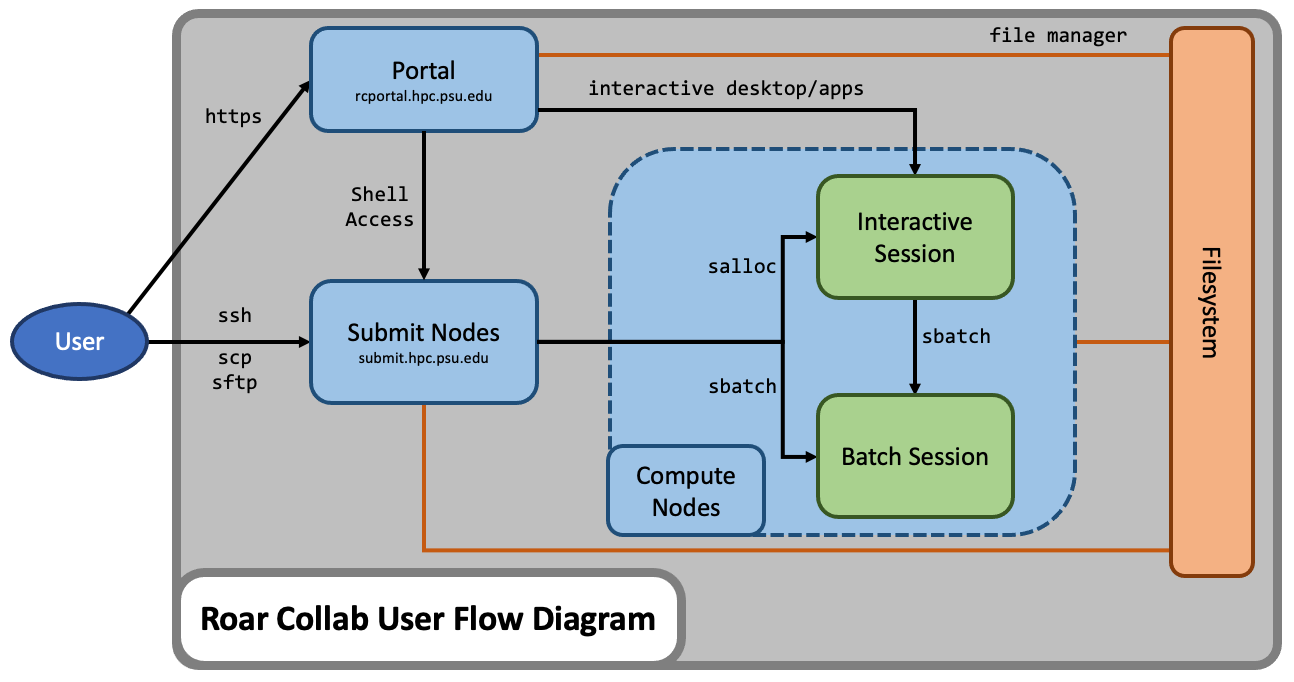 file manager
Portal
rcportal.hpc.psu.edu
interactive desktop/apps
https
Shell
Access
Interactive
Session
salloc
Filesystem
ssh
User
Submit Nodes
submit.hpc.psu.edu
sbatch
scp
sftp
sbatch
Batch Session
Compute
Nodes
Roar Collab User Flow Diagram